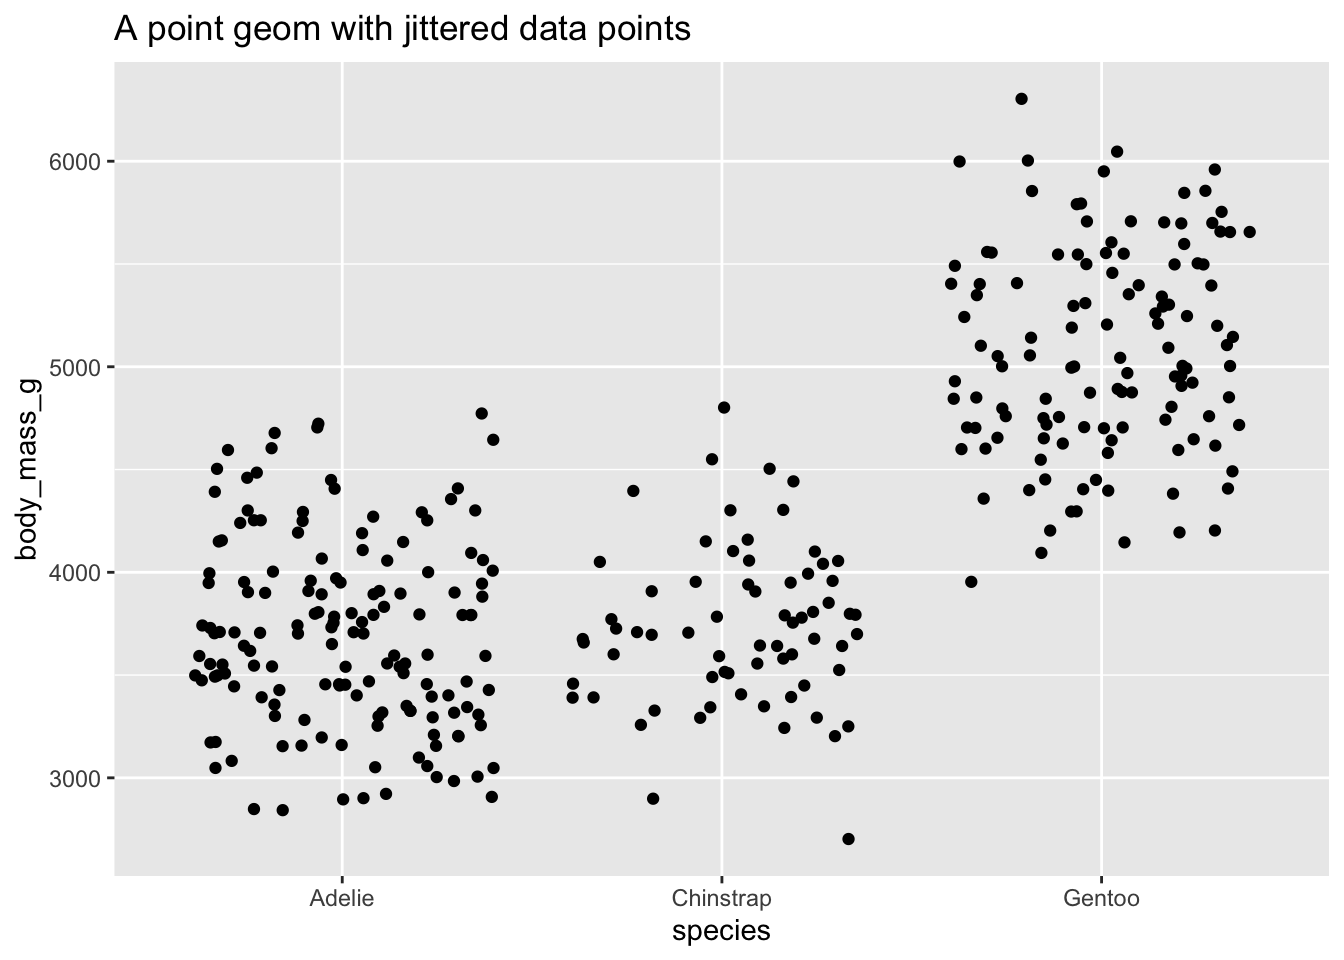 A point geom with jittered data points
body_mass_g
6000
5000
4000
3000
Adelie
Chinstrap
Gentoo
species